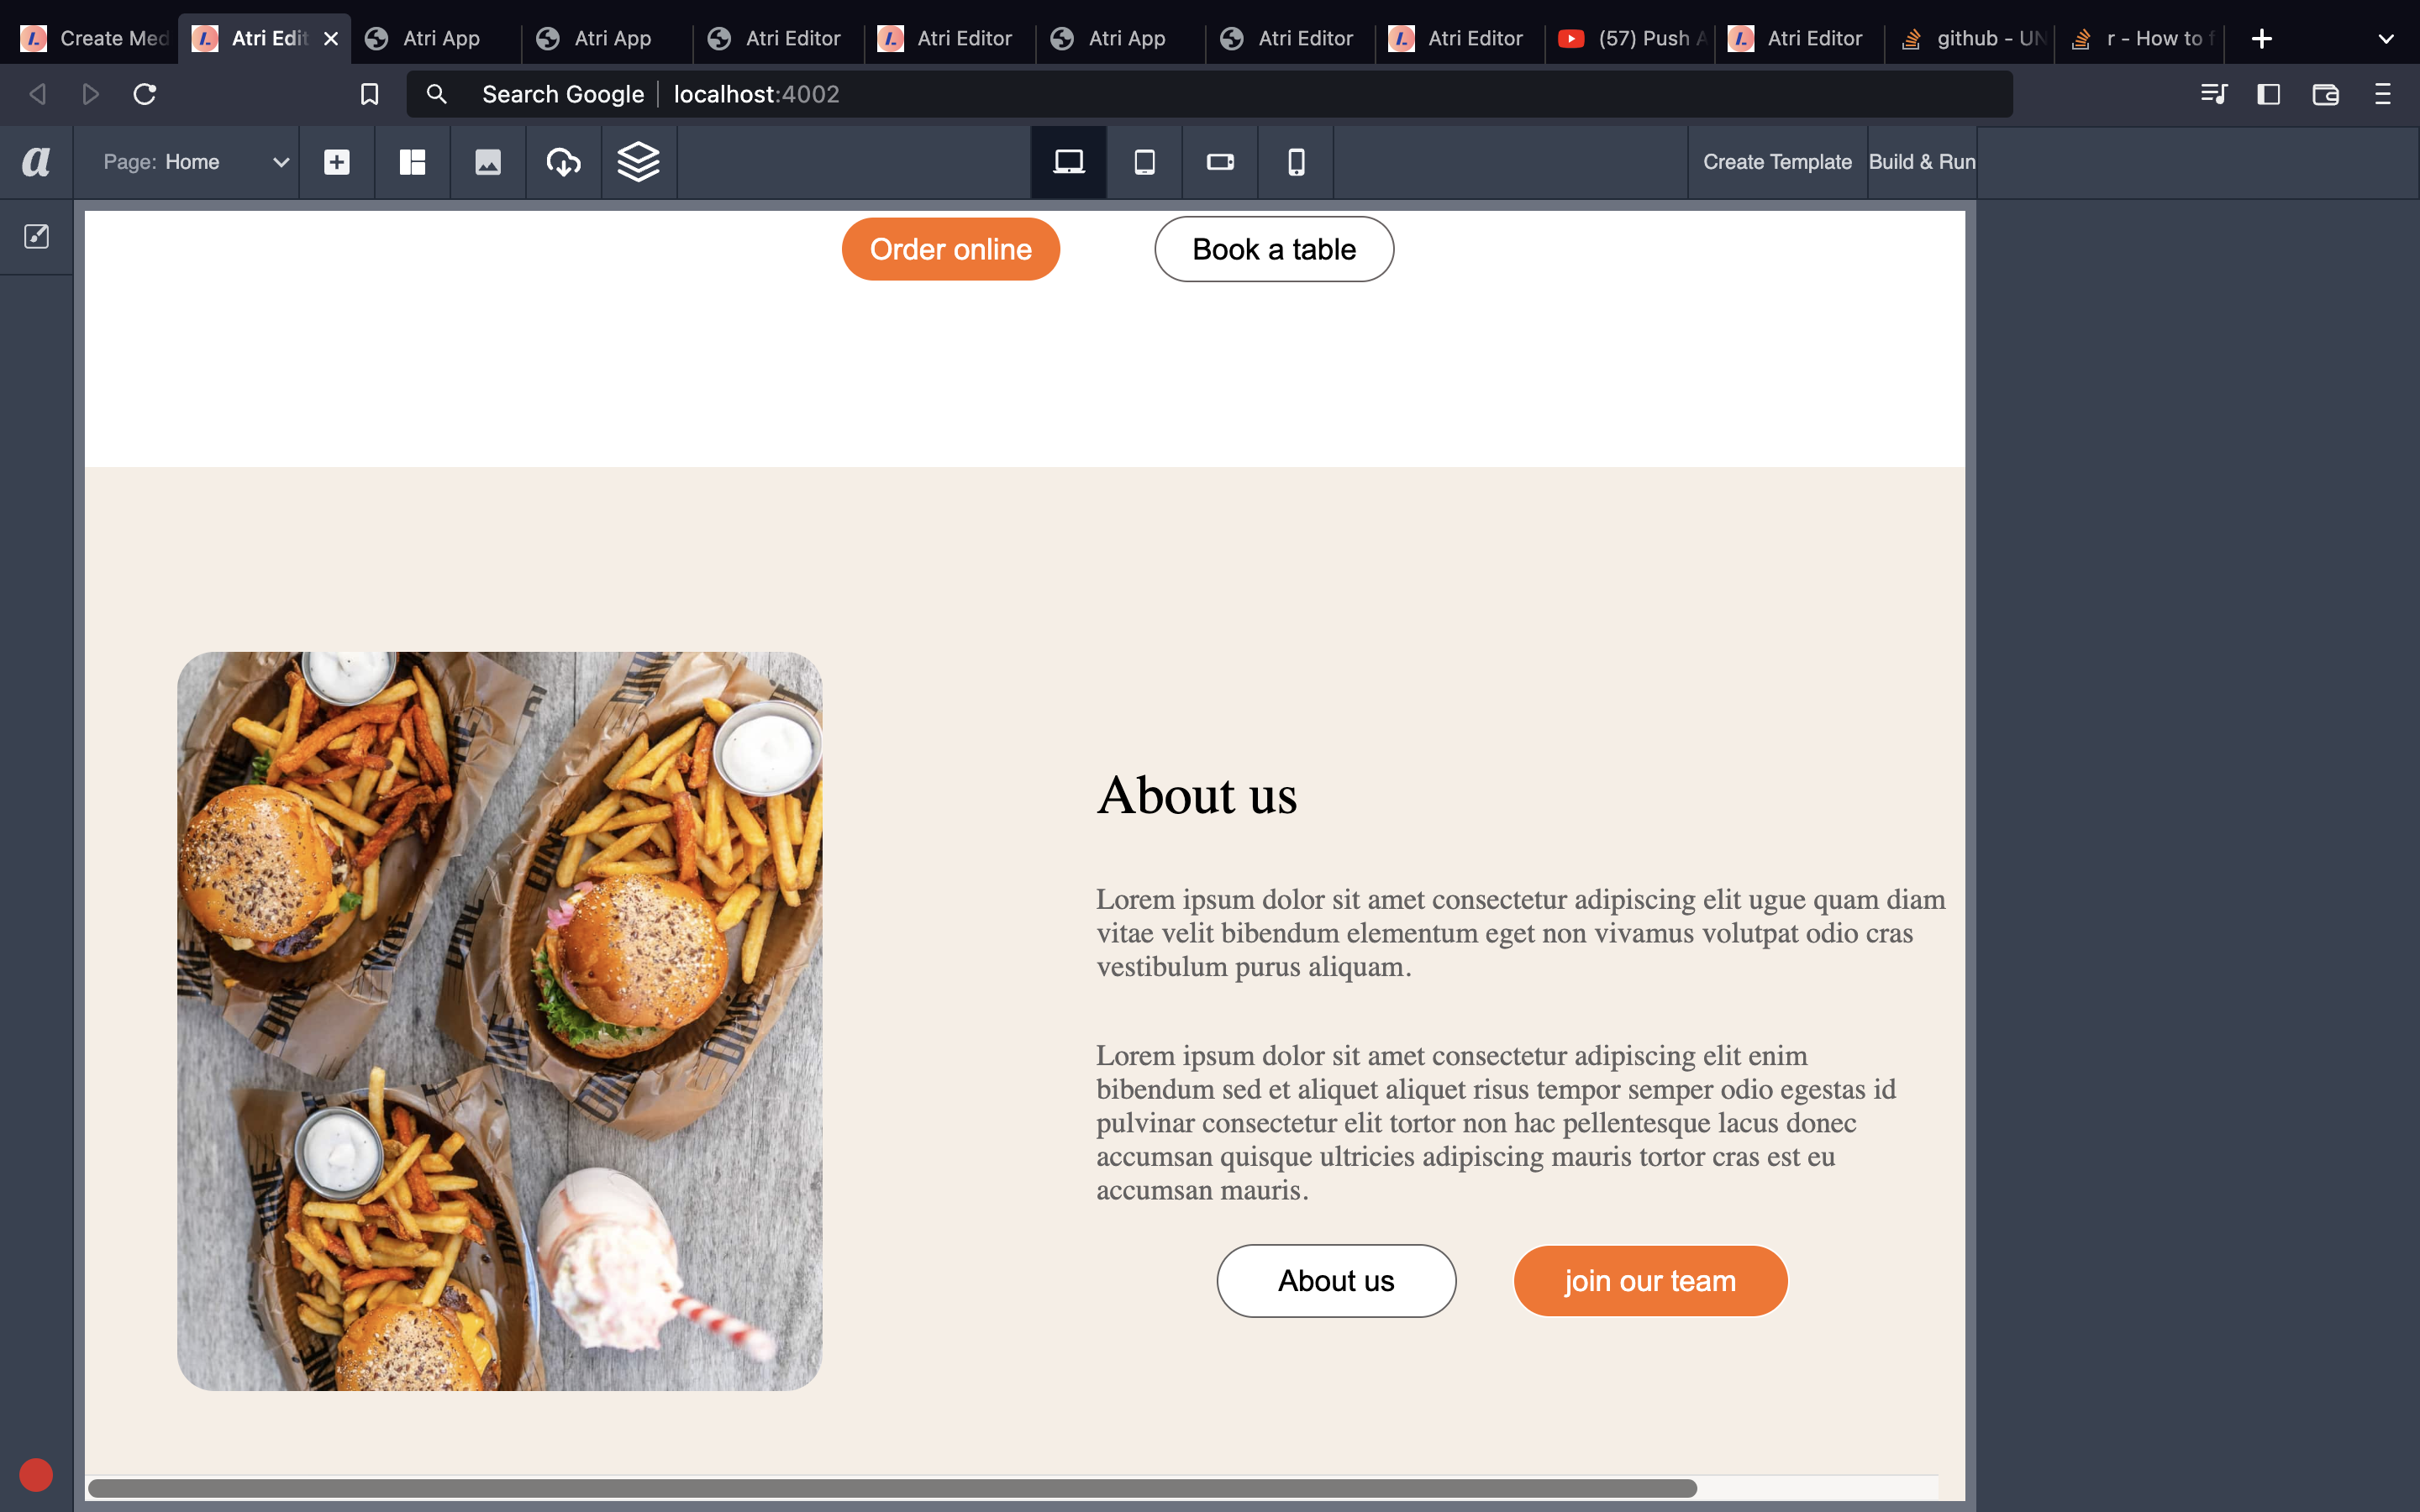 Create Med
Atri Edit
Atri App
Atri App
Atri Editor
Atri Editor
Atri App
Atri Editor
Atri Editor
(57) Push A
Atri Editor
github - UN
r - How to f
Search Google
localhost:4002
a
Page: Home
Create Template
Build & Run
Order online
Book a table
About us
Lorem ipsum dolor sit amet consectetur adipiscing elit ugue quam diam
vitae velit bibendum elementum eget non vivamus volutpat odio cras
vestibulum purus aliquam.
Lorem ipsum dolor sit amet consectetur adipiscing elit enim
bibendum sed et aliquet aliquet risus tempor semper odio egestas id
pulvinar consectetur elit tortor non hac pellentesque lacus donec
accumsan quisque ultricies adipiscing mauris tortor cras est eu
accumsan mauris.
About us
join our team